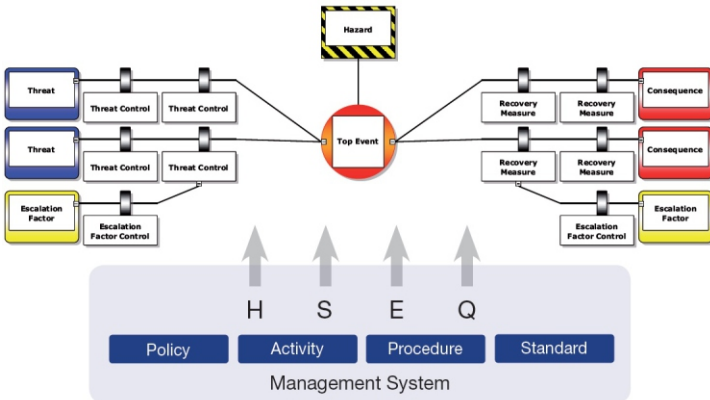 Hazard
Threat
Threat Control
Threat Control
Top Event
Recovery
Measure
Recovery
Measure
Consequence
Threat
Threat Control
Threat Control
Recovery
Measure
Recovery
Measure
Consequence
Escalation
Factor
Escalation
Factor Control
Escalation
Factor Control
Escalation
Factor
H S E Q
Policy Activity Procedure Standard
Management System